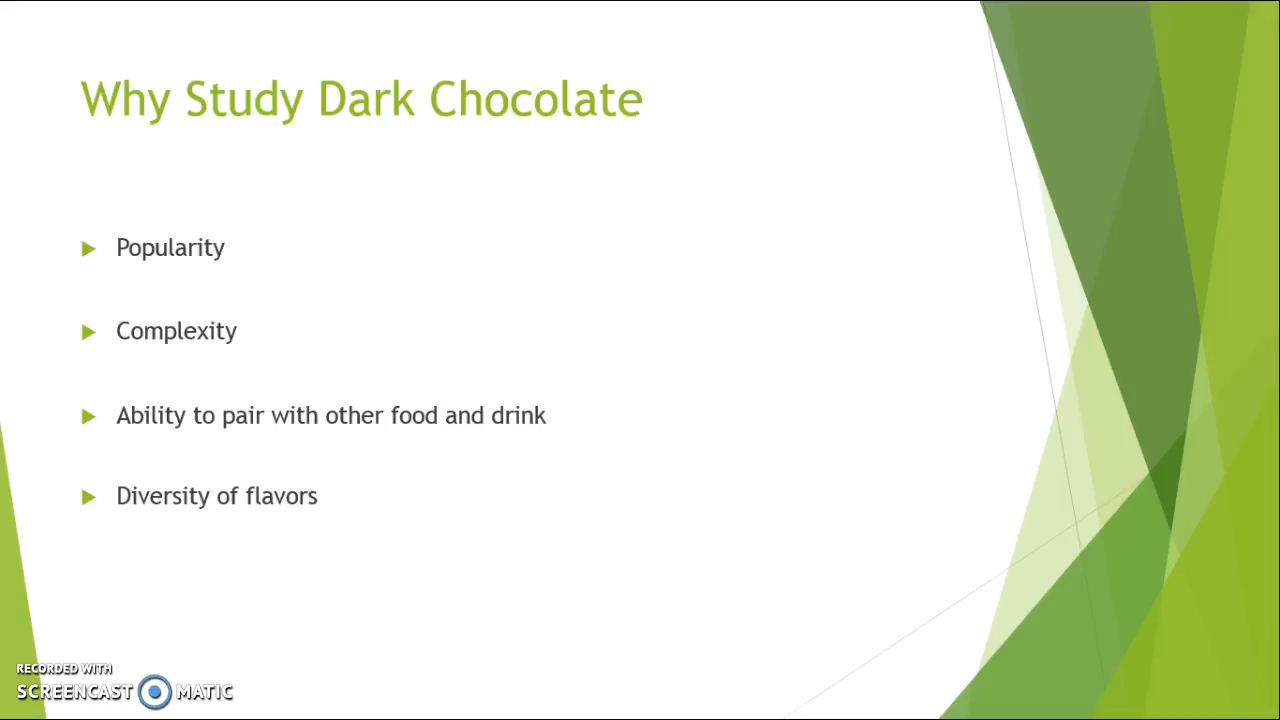 Why Study Dark Chocolate
Popularity
Complexity
Ability to pair with other food and drink
Diversity of flavors
RECORDED WITH
SCREENCAST MATIC